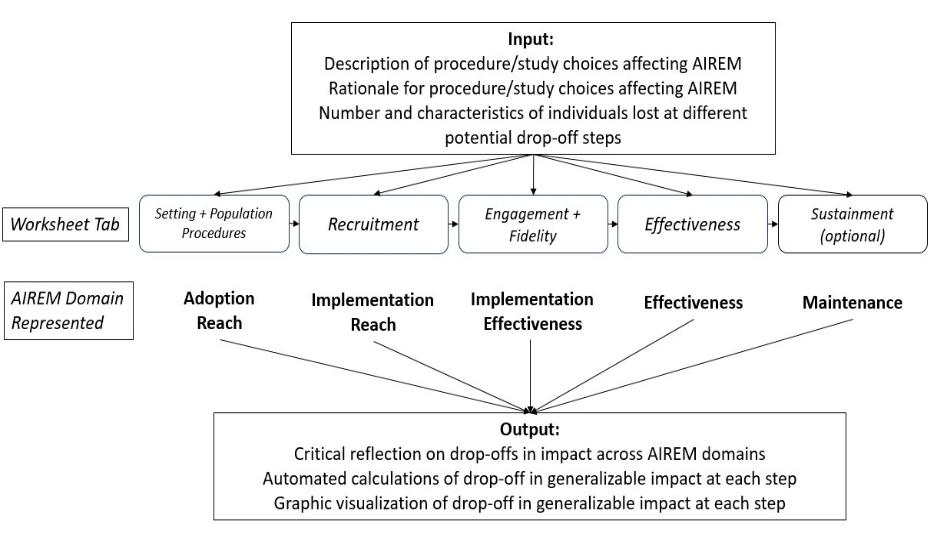 Input:
Description of procedure/study choices affecting AIREM
Rationale for procedure/study choices affecting AIREM
Number and characteristics of individuals lost at different
potential drop-off steps
Worksheet Tab
Setting + Population
Procedures
Recruitment
Engagement +
Fidelity
Effectiveness
Sustainment
(optional)
AIREM Domain
Represented
Adoption
Reach
Implementation
Reach
Implementation
Effectiveness
Effectiveness
Maintenance
Output:
Critical reflection on drop-offs in impact across AIREM domains
Automated calculations of drop-off in generalizable impact at each step
Graphic visualization of drop-off in generalizable impact at each step